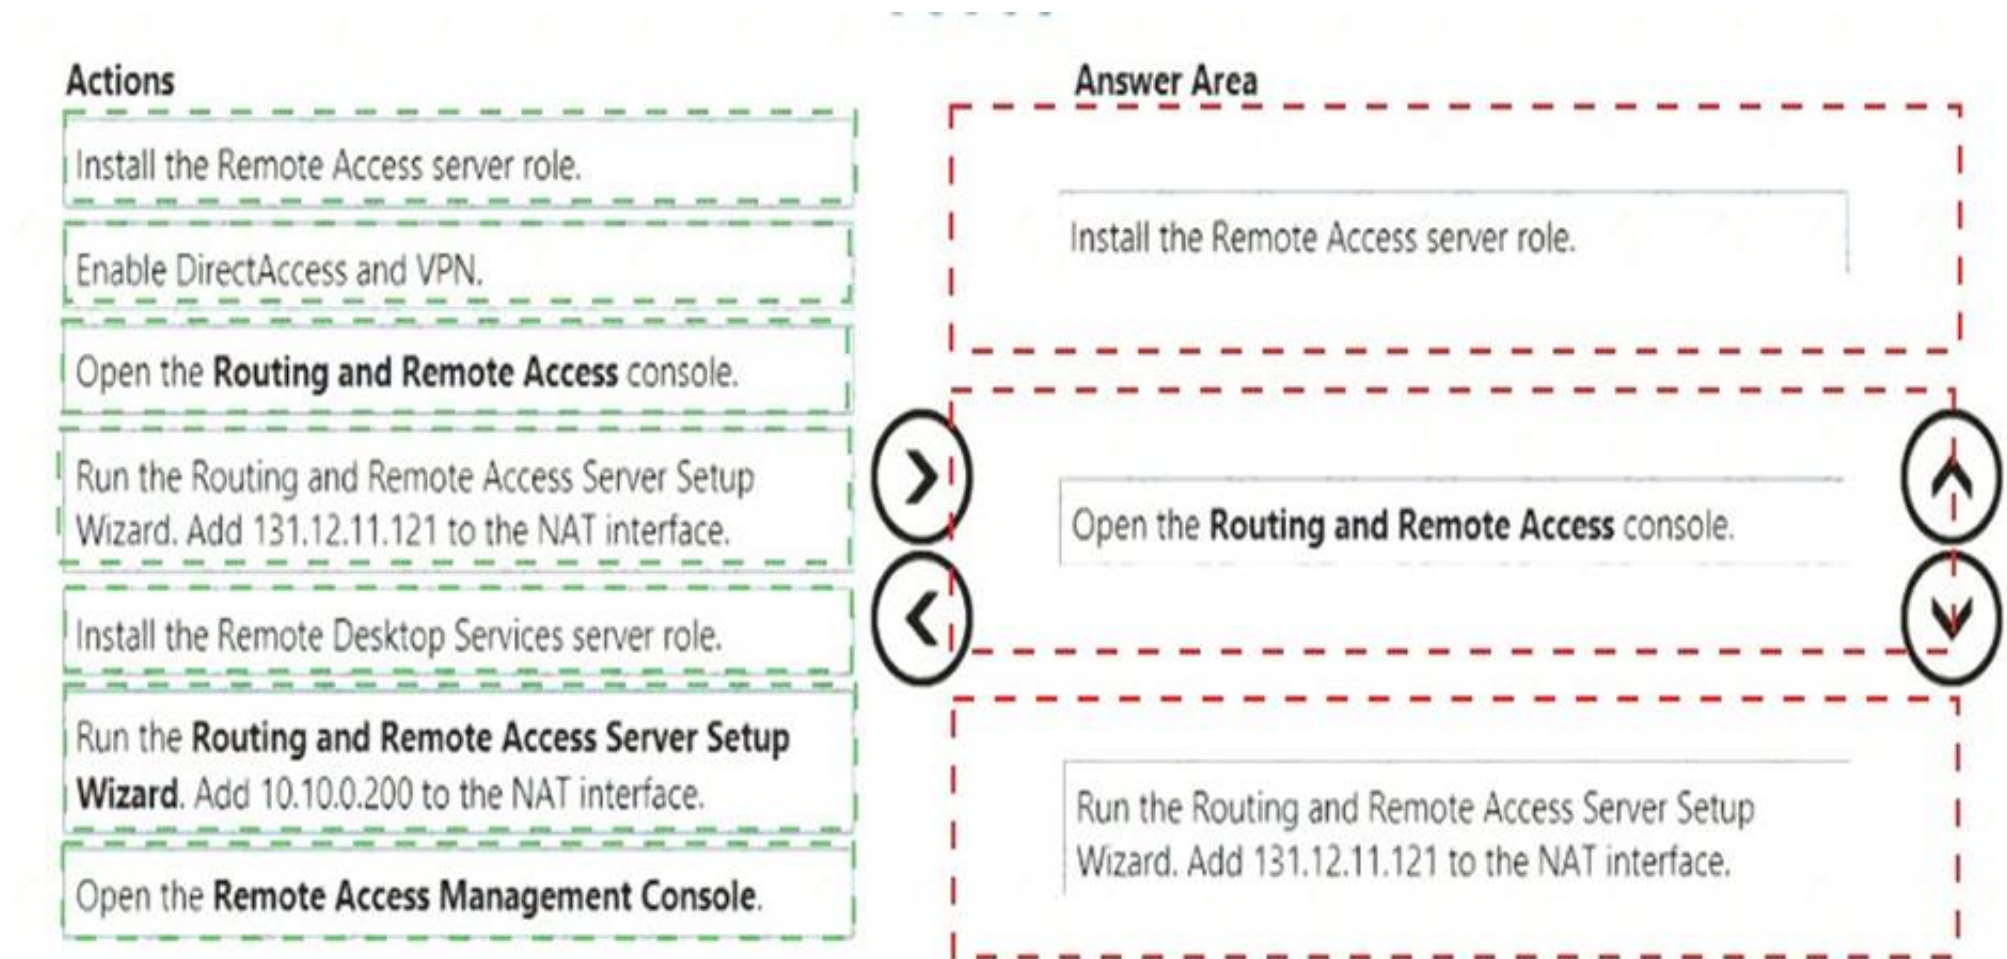 Actions
Install the Remote Access server role.
Enable DirectAccess and VPN.
Open the Routing and Remote Access console.
Run the Routing and Remote Access Server Setup
Wizard. Add 131.12.11.121 to the NAT interface.
Install the Remote Desktop Services server role.
Run the Routing and Remote Access Server Setup
Wizard. Add 10.10.0.200 to the NAT interface.
Open the Remote Access Management Console.
Answer Area
Install the Remote Access server role.
Open the Routing and Remote Access console.
Run the Routing and Remote Access Server Setup
Wizard. Add 131.12.11.121 to the NAT interface.